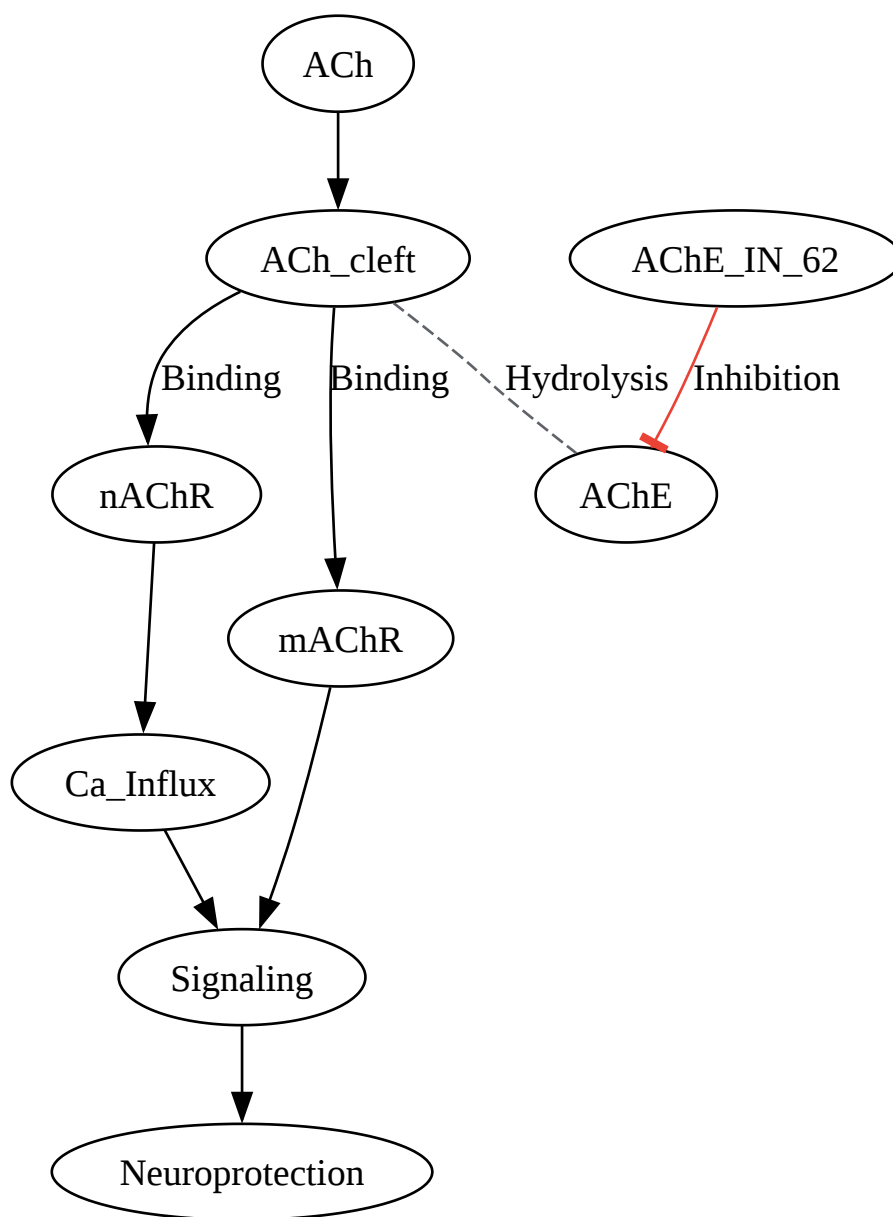 ACh
ACh_cleft
AChE_IN_62
Binding
Binding
Hydrolysis
Inhibition
nAChR
AChE
mAChR
Ca_Influx
Signaling
Neuroprotection